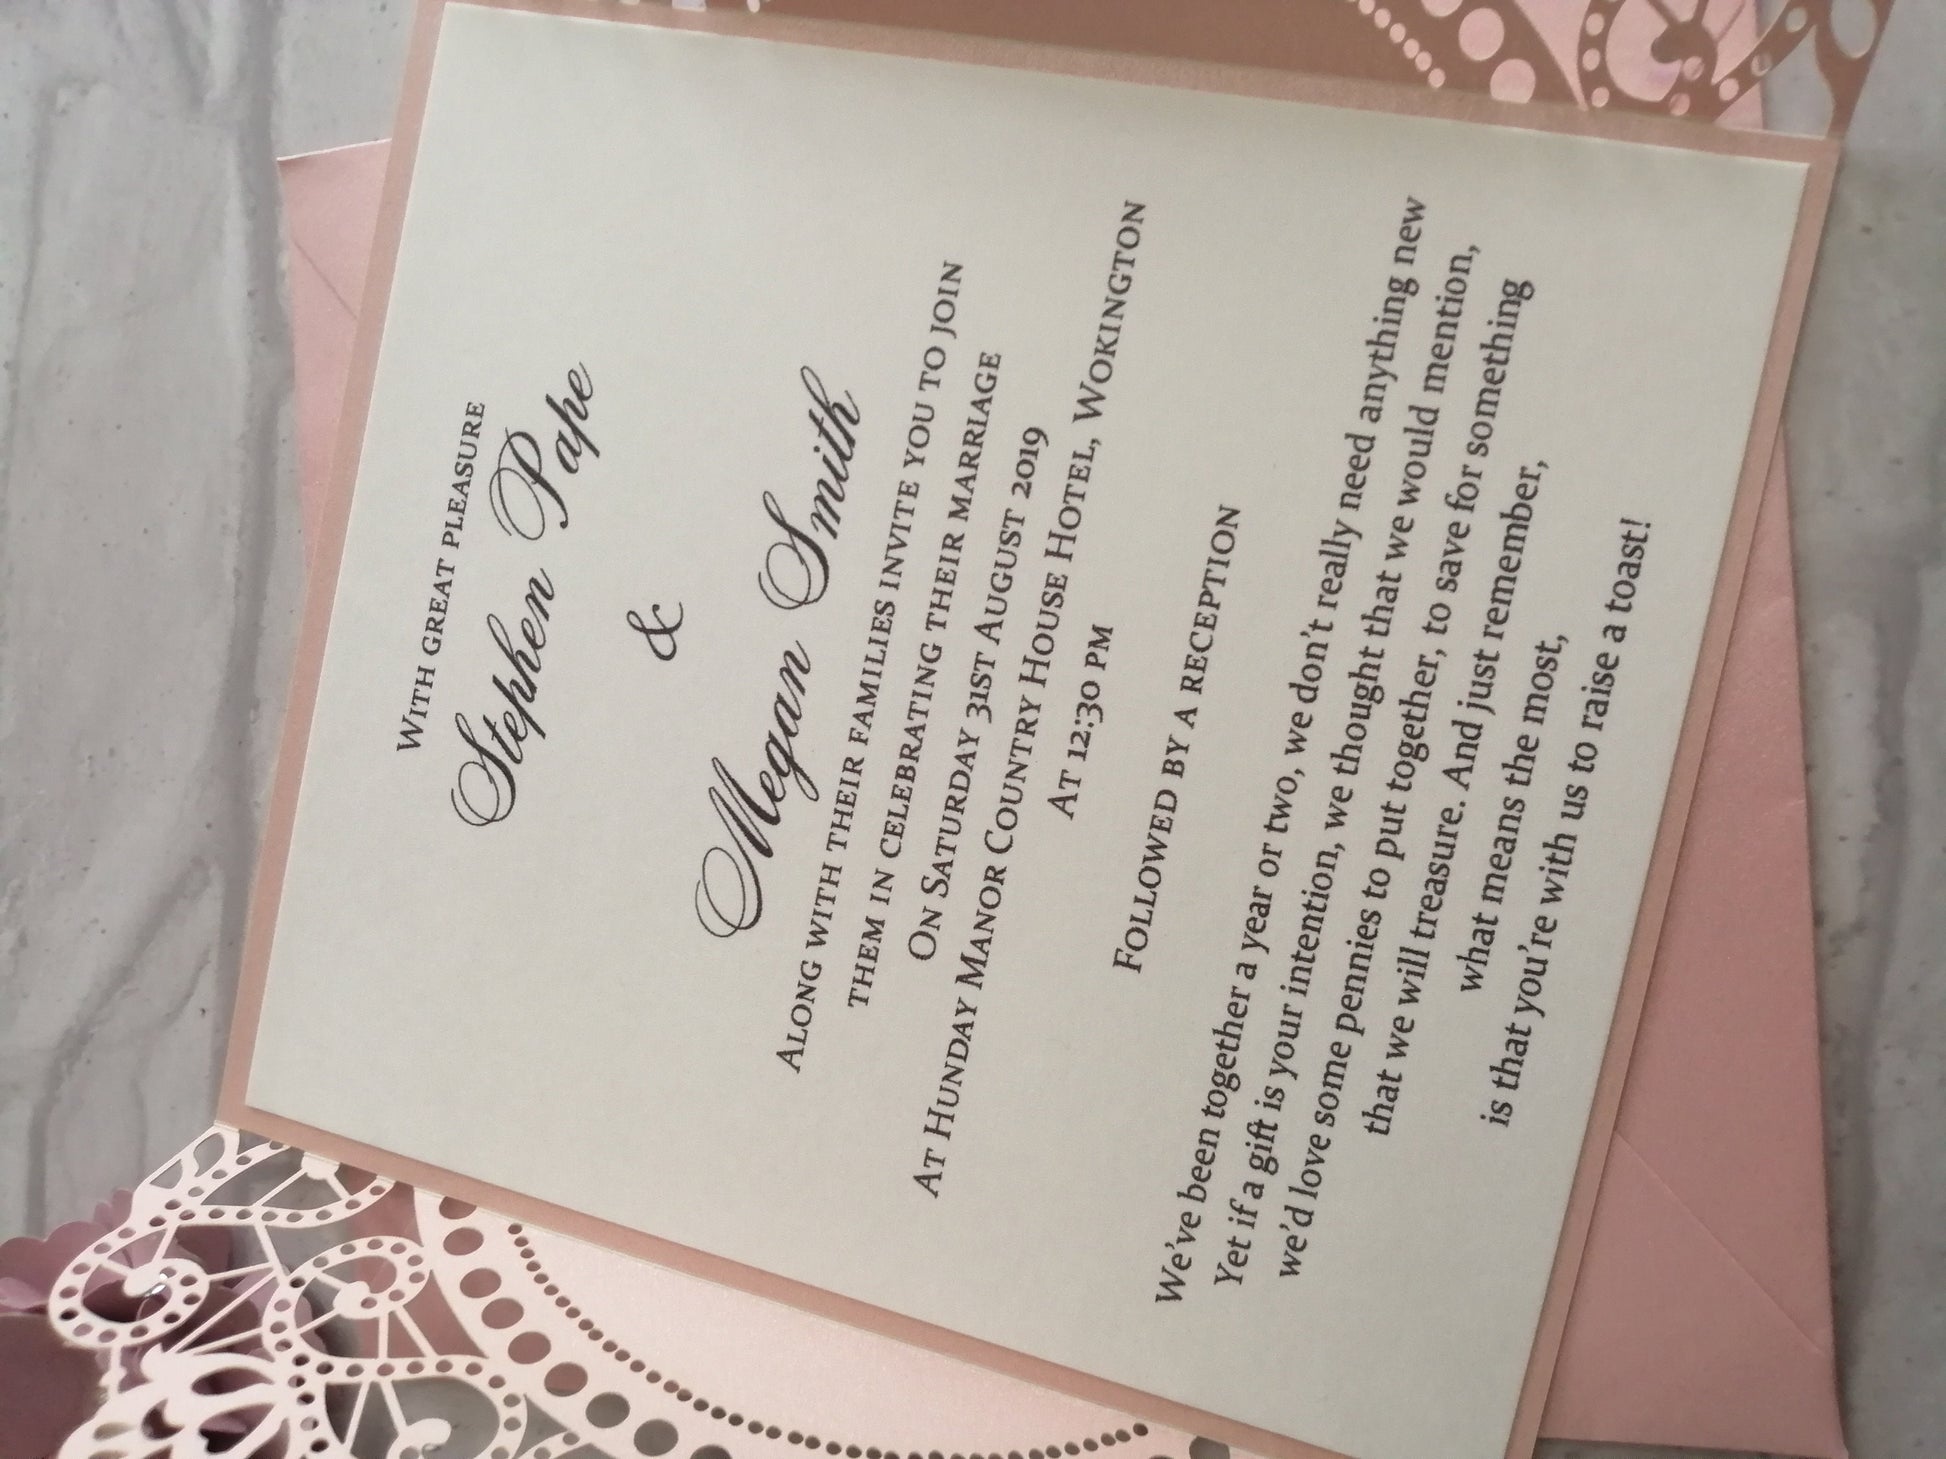 With great pleasure
Stephen Pape
&
Megan Smith
Along with their families invite you to join
them in celebrating their marriage
On Saturday 31st August 2019
At Hunday Manor Country House Hotel, Wokington
At 12:30 pm
Followed by a reception
We've been together a year or two, we don't really need anything new
Yet if a gift is your intention, we thought that we would mention,
we'd love some pennies to put together, to save for something
that we will treasure. And just remember,
what means the most,
is that you're with us to raise a toast!